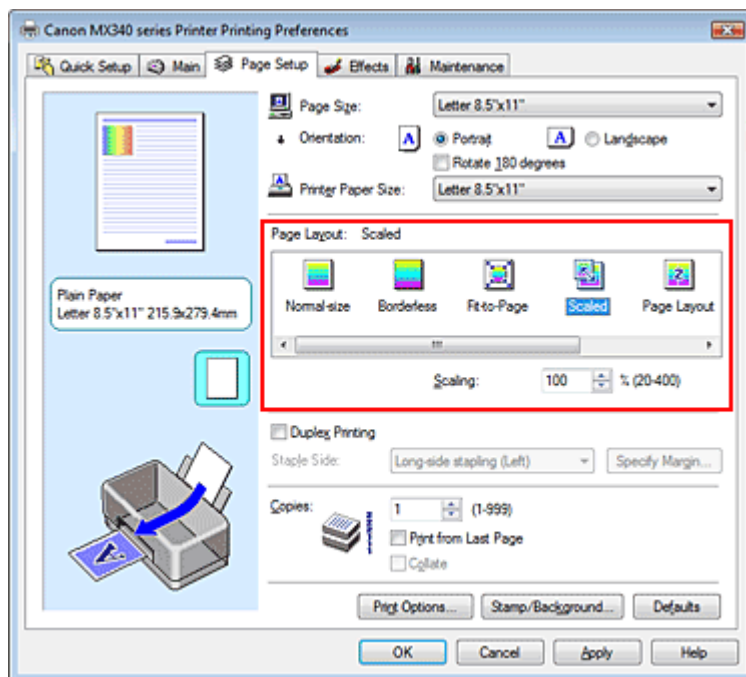 Canon MX340 series Printer Printing Preferences
Quick Setup Main Page Setup Effects Maintenance
Page Size: Letter 8.5"x11"
Orientation: A Portrait A Landscape
Rotate 180 degrees
Printer Paper Size: Letter 8.5"x11"
Page Layout: Scaled
Normal-size Borderless Fit-to-Page Scaled Page Layout
Plain Paper
Letter 8.5"x11" 215.9x279.4mm
Scaling: 100 % (20-400)
Duplex Printing
Staple Side: Long-side stapling (Left) Specify Margin...
Copies: 1 (1-999)
Print from Last Page
Collate
Print Options... Stamp/Background... Defaults
OK Cancel Apply Help